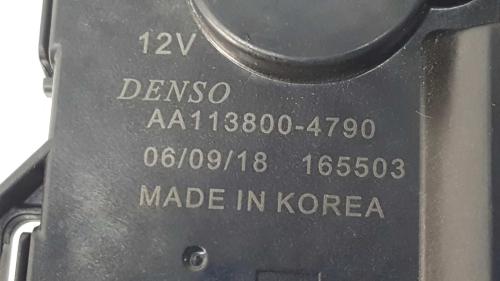 12V
DENSO
AA113800-4790
06/09/18 165503
MADE IN KOREA